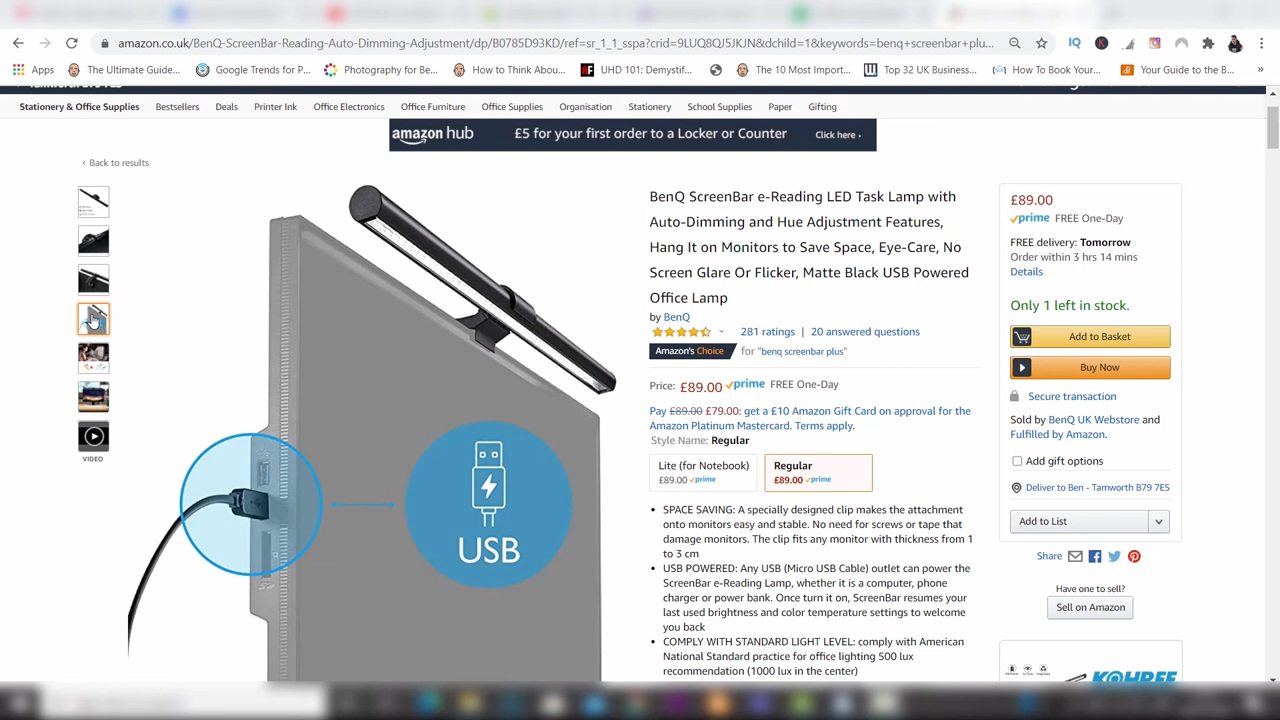 amazon.co.uk/BenQ-ScreenBar-Reading-Auto-Dimming-Adjustment/dp/B0585D93KD/ref=sr_1_1_sspa?crid=9LUQ8QJ5JKJN&dchild=1&keywords=benq+screenbar+plu...
Apps The Ultimate Guide... Google Trends for P... Photography for Be... How to Think Abou... UHD 101: Demystif... The 10 Most Import... Top 32 UK Business... How To Book Your... Your Guide to the B... »
Stationery & Office Supplies Bestsellers Deals Printer Ink Office Electronics Office Furniture Office Supplies Organisation Stationery School Supplies Paper Gifting
amazon hub £5 for your first order to a Locker or Counter Click here ›
‹ Back to results
VIDEO
USB
BenQ ScreenBar e-Reading LED Task Lamp with
Auto-Dimming and Hue Adjustment Features,
Hang It on Monitors to Save Space, Eye-Care, No
Screen Glare Or Flicker, Matte Black USB Powered
Office Lamp
by BenQ
281 ratings | 20 answered questions
Amazon's Choice for "benq screenbar plus"
Price: £89.00 prime FREE One-Day
Pay £89.00 £79.00: get a £10 Amazon Gift Card on approval for the
Amazon Platinum Mastercard. Terms apply.
Style Name: Regular
Lite (for Notebook) Regular
£89.00 prime £89.00 prime
• SPACE SAVING: A specially designed clip makes the attachment
onto monitors easy and stable. No need for screws or tape that
damage monitors. The clip fits any monitor with thickness from 1
to 3 cm
• USB POWERED: Any USB (Micro USB Cable) outlet can power the
ScreenBar e-Reading Lamp, whether it is a computer, phone
charger or power bank. Once turn it on, ScreenBar resumes your
last used brightness and color temperature settings to welcome
you back
• COMPLY WITH STANDARD LIGHT LEVEL: comply with American
National Standard practice for office lighting 500 lux
recommendation (1000 lux in the center)
£89.00
prime FREE One-Day
FREE delivery: Tomorrow
Order within 3 hrs 14 mins
Details
Only 1 left in stock.
Add to Basket
Buy Now
Secure transaction
Sold by BenQ UK Webstore and
Fulfilled by Amazon.
Add gift options
Deliver to Ben - Tamworth B79 7ES
Add to List
Share
Have one to sell?
Sell on Amazon
KOHREE